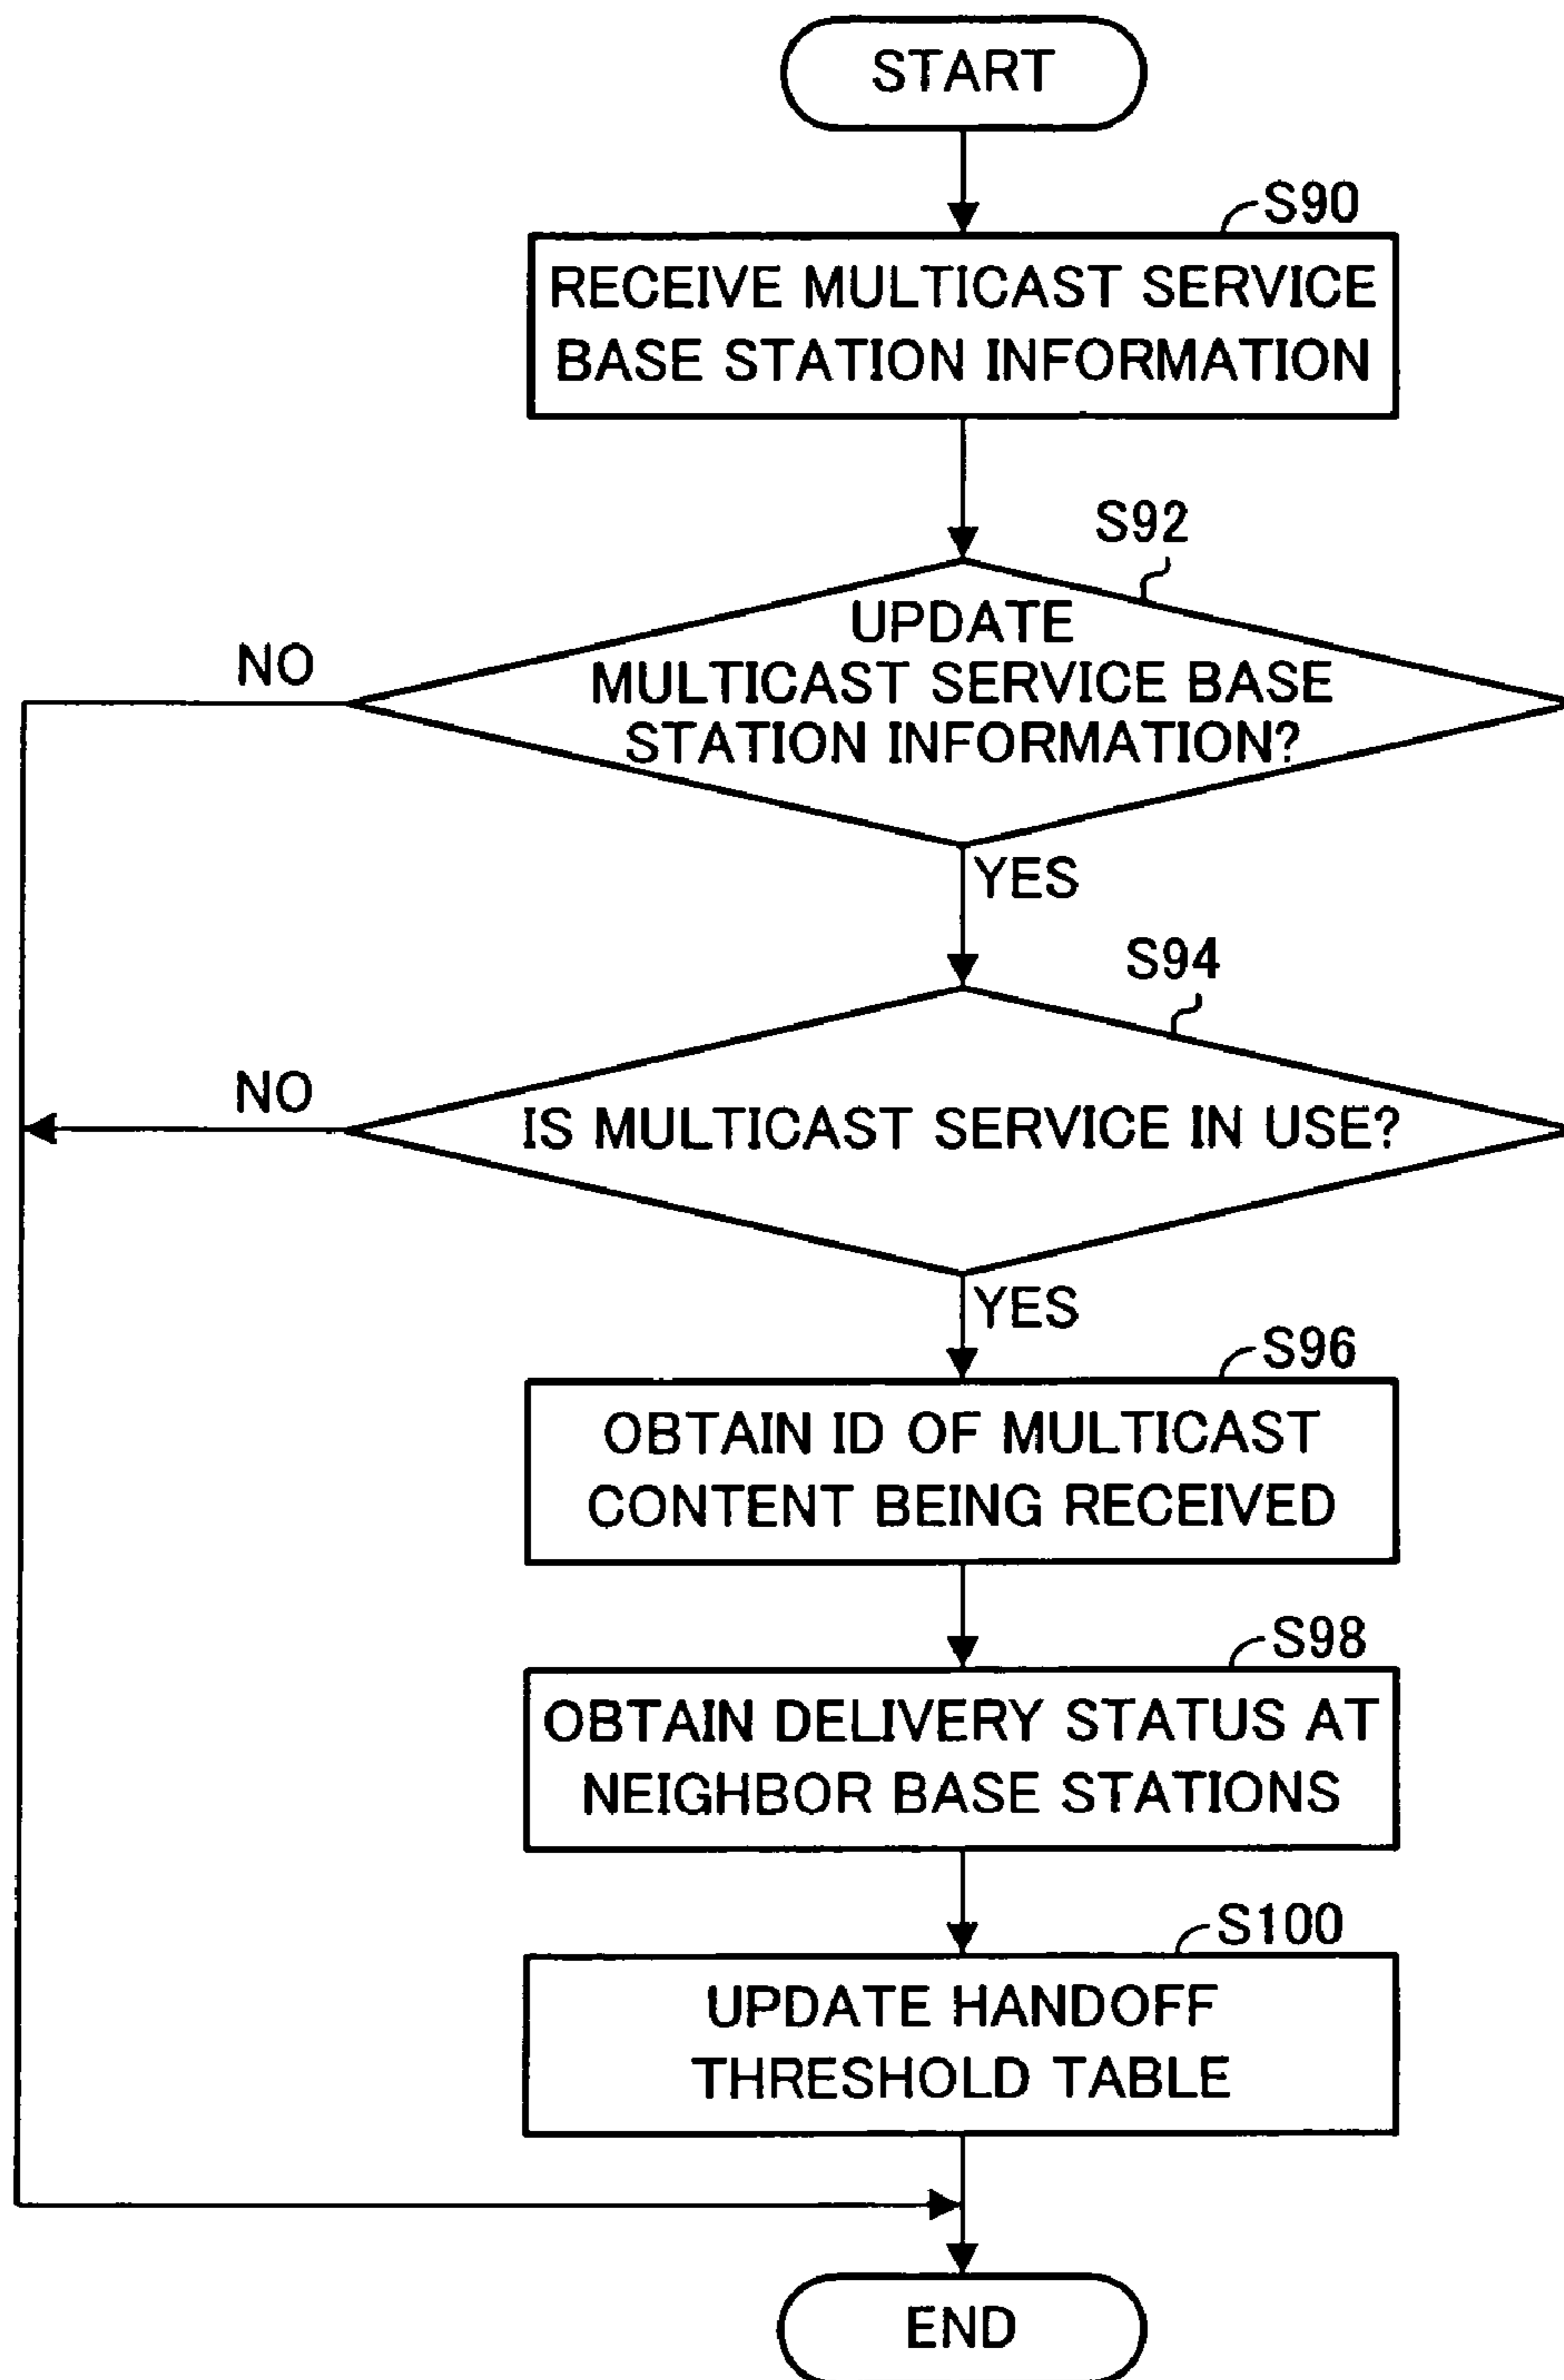 START
S90
RECEIVE MULTICAST SERVICE
BASE STATION INFORMATION
S92
UPDATE
MULTICAST SERVICE BASE
STATION INFORMATION?
NO
YES
S94
IS MULTICAST SERVICE IN USE?
NO
YES
S96
OBTAIN ID OF MULTICAST
CONTENT BEING RECEIVED
S98
OBTAIN DELIVERY STATUS AT
NEIGHBOR BASE STATIONS
S100
UPDATE HANDOFF
THRESHOLD TABLE
END